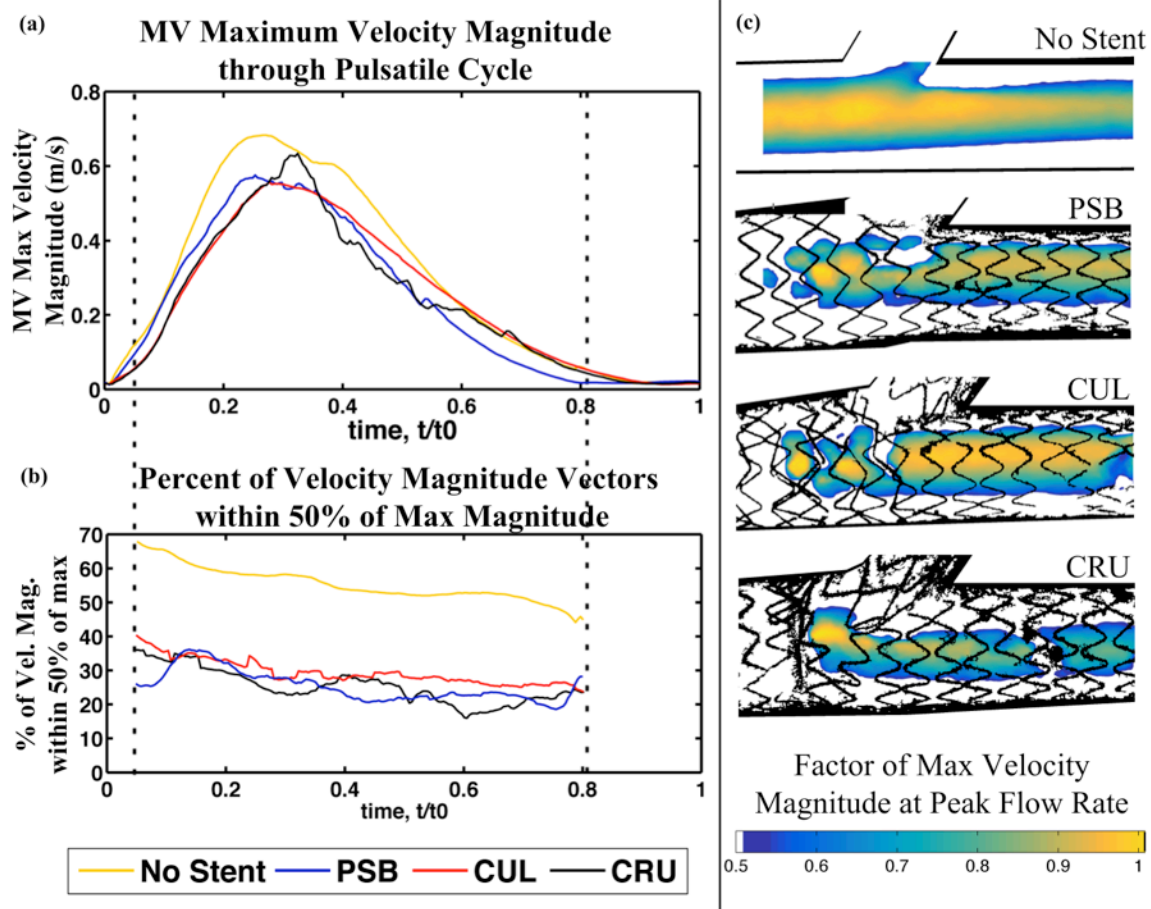 (a)
MV Maximum Velocity Magnitude
through Pulsatile Cycle
MV Max Velocity
Magnitude (m/s)
0.8
0.6
0.4
0.2
0
0 0.2 0.4 0.6 0.8 1
time, t/t0
(b)
Percent of Velocity Magnitude Vectors
within 50% of Max Magnitude
% of Vel. Mag.
within 50% of max
70
60
50
40
30
20
10
0
0 0.2 0.4 0.6 0.8 1
time, t/t0
No Stent PSB CUL CRU
(c)
No Stent
PSB
CUL
CRU
Factor of Max Velocity
Magnitude at Peak Flow Rate
0.5 0.6 0.7 0.8 0.9 1